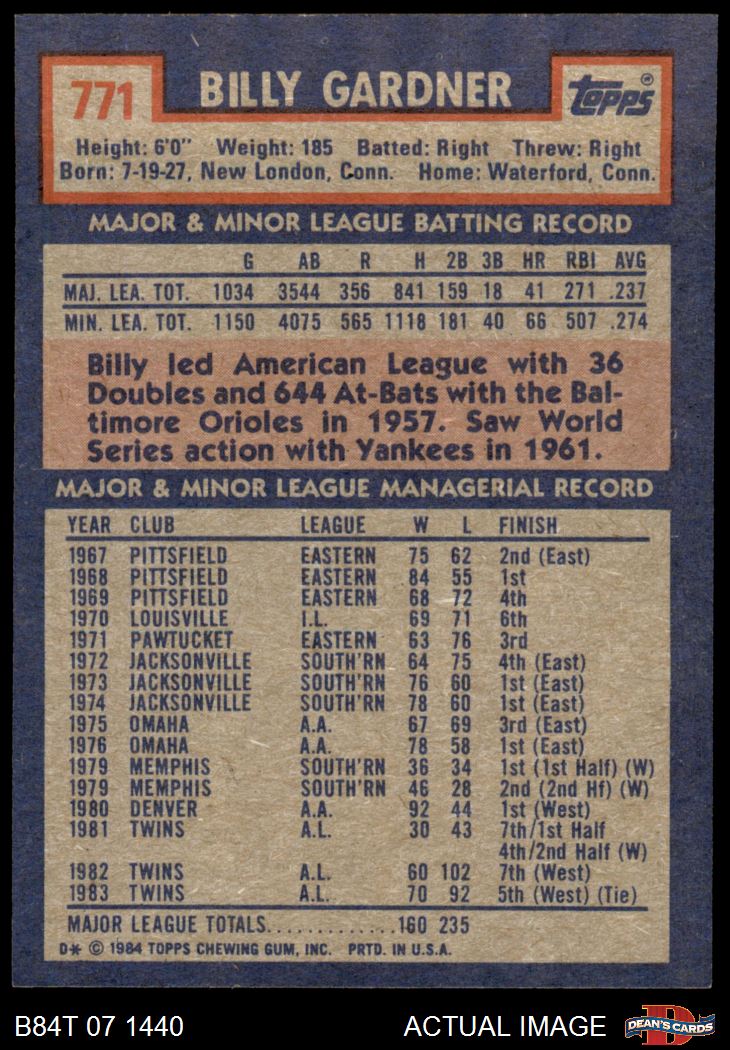 771 BILLY GARDNER topps®
Height: 6'0" Weight: 185 Batted: Right Threw: Right
Born: 7-19-27, New London, Conn. Home: Waterford, Conn.
MAJOR & MINOR LEAGUE BATTING RECORD
G AB R H 2B 3B HR RBI AVG
MAJ. LEA. TOT. 1034 3544 356 841 159 18 41 271 .237
MIN. LEA. TOT. 1150 4075 565 1118 181 40 66 507 .274
Billy led American League with 36
Doubles and 644 At-Bats with the Bal-
timore Orioles in 1957. Saw World
Series action with Yankees in 1961.
MAJOR & MINOR LEAGUE MANAGERIAL RECORD
YEAR CLUB LEAGUE W L FINISH
1967 PITTSFIELD EASTERN 75 62 2nd (East)
1968 PITTSFIELD EASTERN 84 55 1st
1969 PITTSFIELD EASTERN 68 72 4th
1970 LOUISVILLE I.L. 69 71 6th
1971 PAWTUCKET EASTERN 63 76 3rd
1972 JACKSONVILLE SOUTH'RN 64 75 4th (East)
1973 JACKSONVILLE SOUTH'RN 76 60 1st (East)
1974 JACKSONVILLE SOUTH'RN 78 60 1st (East)
1975 OMAHA A.A. 67 69 3rd (East)
1976 OMAHA A.A. 78 58 1st (East)
1979 MEMPHIS SOUTH'RN 36 34 1st (1st Half) (W)
1979 MEMPHIS SOUTH'RN 46 28 2nd (2nd Hf) (W)
1980 DENVER A.A. 92 44 1st (West)
1981 TWINS A.L. 30 43 7th/1st Half
4th/2nd Half (W)
1982 TWINS A.L. 60 102 7th (West)
1983 TWINS A.L. 70 92 5th (West) (Tie)
MAJOR LEAGUE TOTALS.............160 235
D* © 1984 TOPPS CHEWING GUM, INC. PRTD. IN U.S.A.
B84T 07 1440 ACTUAL IMAGE D DEAN'S CARDS